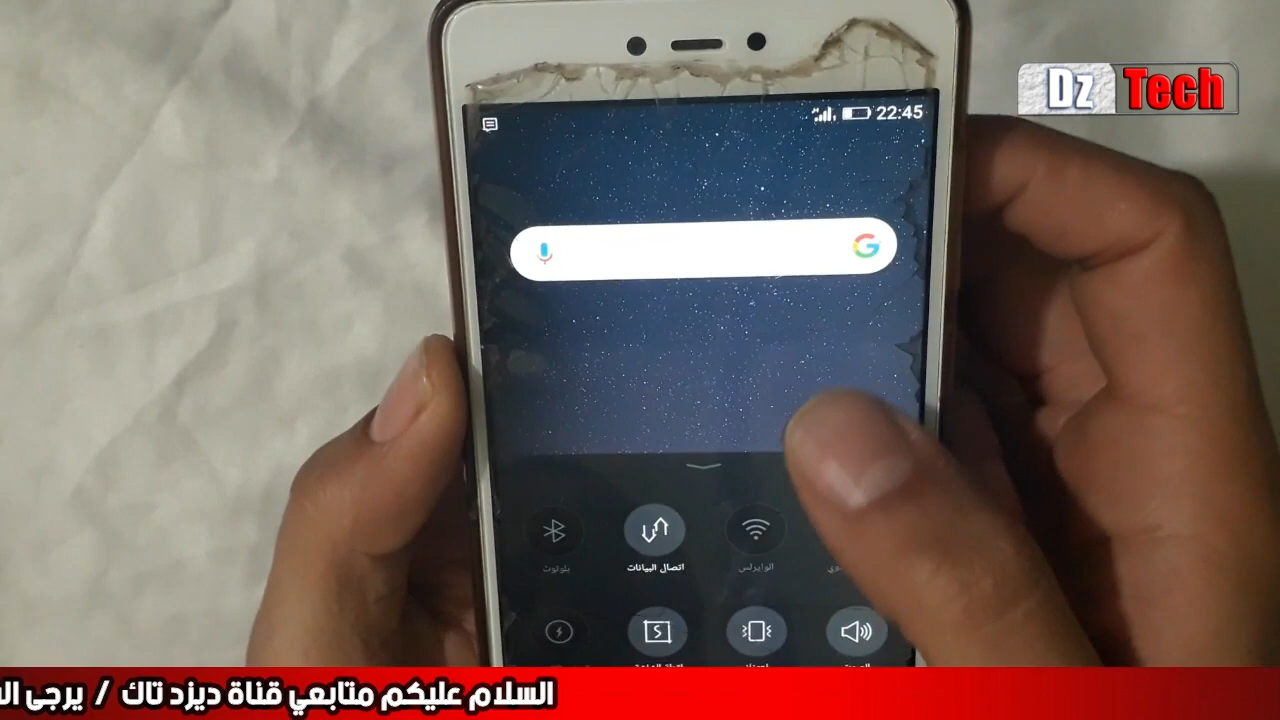 Dz Tech
22:45
بلوتوث
اتصال البيانات
الوايرلس
السلام عليكم متابعي قناة ديزد تاك / يرجى